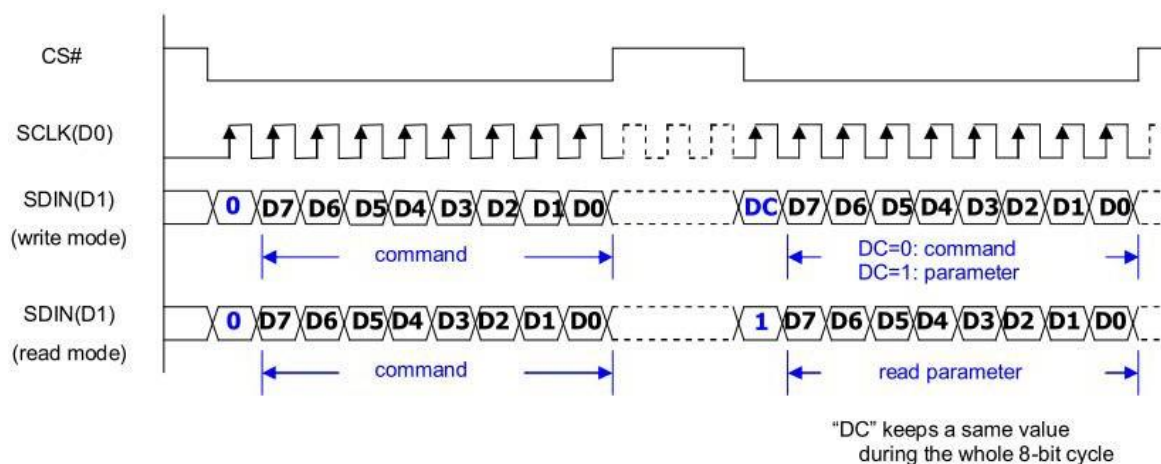 CS#
SCLK(D0)
SDIN(D1) 0 D7 D6 D5 D4 D3 D2 D1 D0 DC D7 D6 D5 D4 D3 D2 D1 D0
(write mode)
command
DC=0: command
DC=1: parameter
SDIN(D1) 0 D7 D6 D5 D4 D3 D2 D1 D0 1 D7 D6 D5 D4 D3 D2 D1 D0
(read mode)
command read parameter
“DC” keeps a same value
during the whole 8-bit cycle